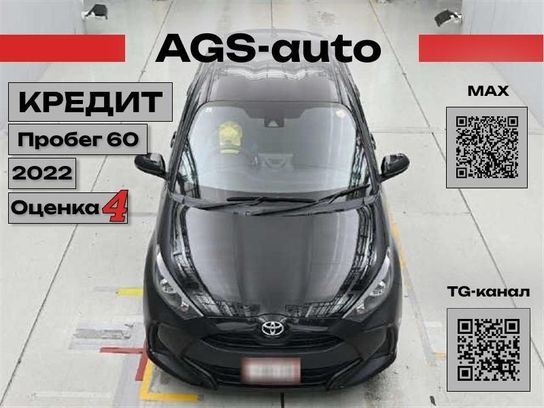 AGS-auto
КРЕДИТ
Пробег 60
2022
Оценка 4
MAX
TG-канал